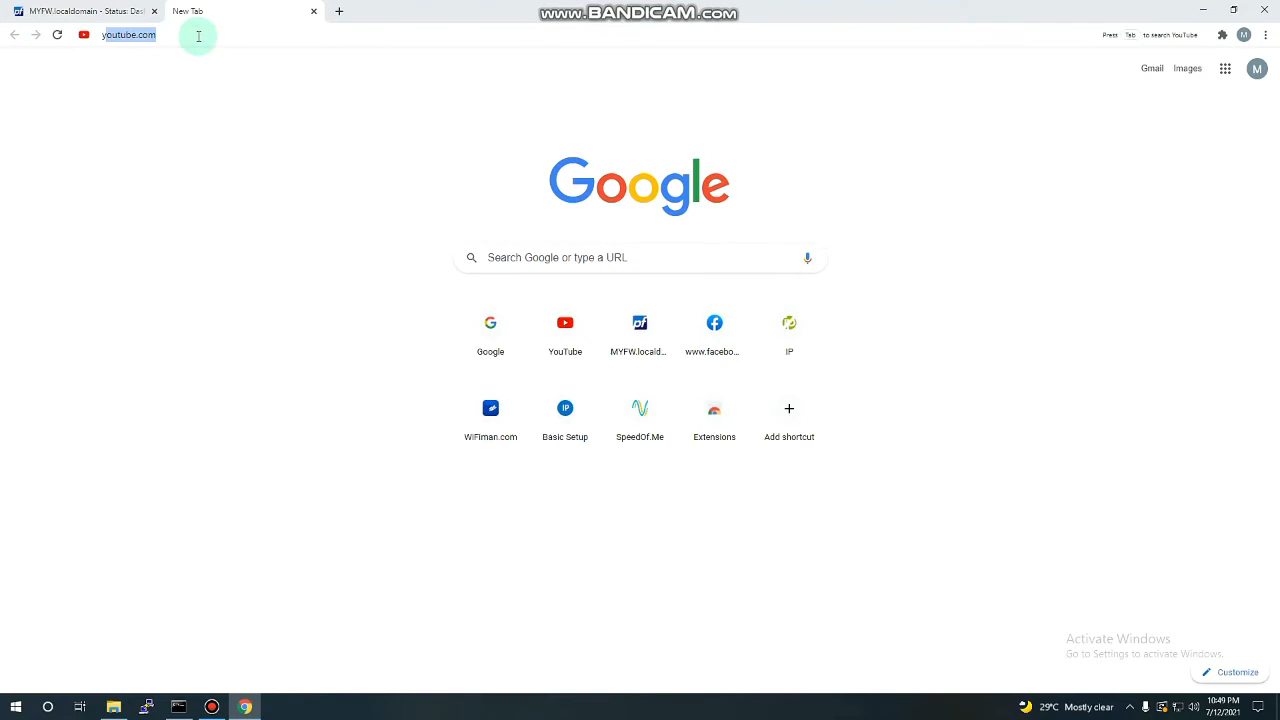 MYFW.localdomain - Status: Dasl
New Tab
www.BANDICAM.com
youtube.com
Press Tab to search YouTube
M
Gmail Images
M
Google
Search Google or type a URL
Google YouTube MYFW.locald... www.facebo... IP
WiFiman.com Basic Setup SpeedOf.Me Extensions Add shortcut
Activate Windows
Go to Settings to activate Windows.
Customize
29°C Mostly clear
10:49 PM
7/12/2021